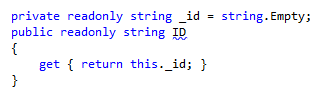 private readonly string _id = string.Empty;
public readonly string ID
{
    get { return this._id; }
}